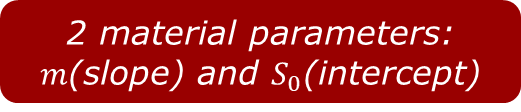 2 material parameters:
𝑚(slope) and 𝑆₀(intercept)